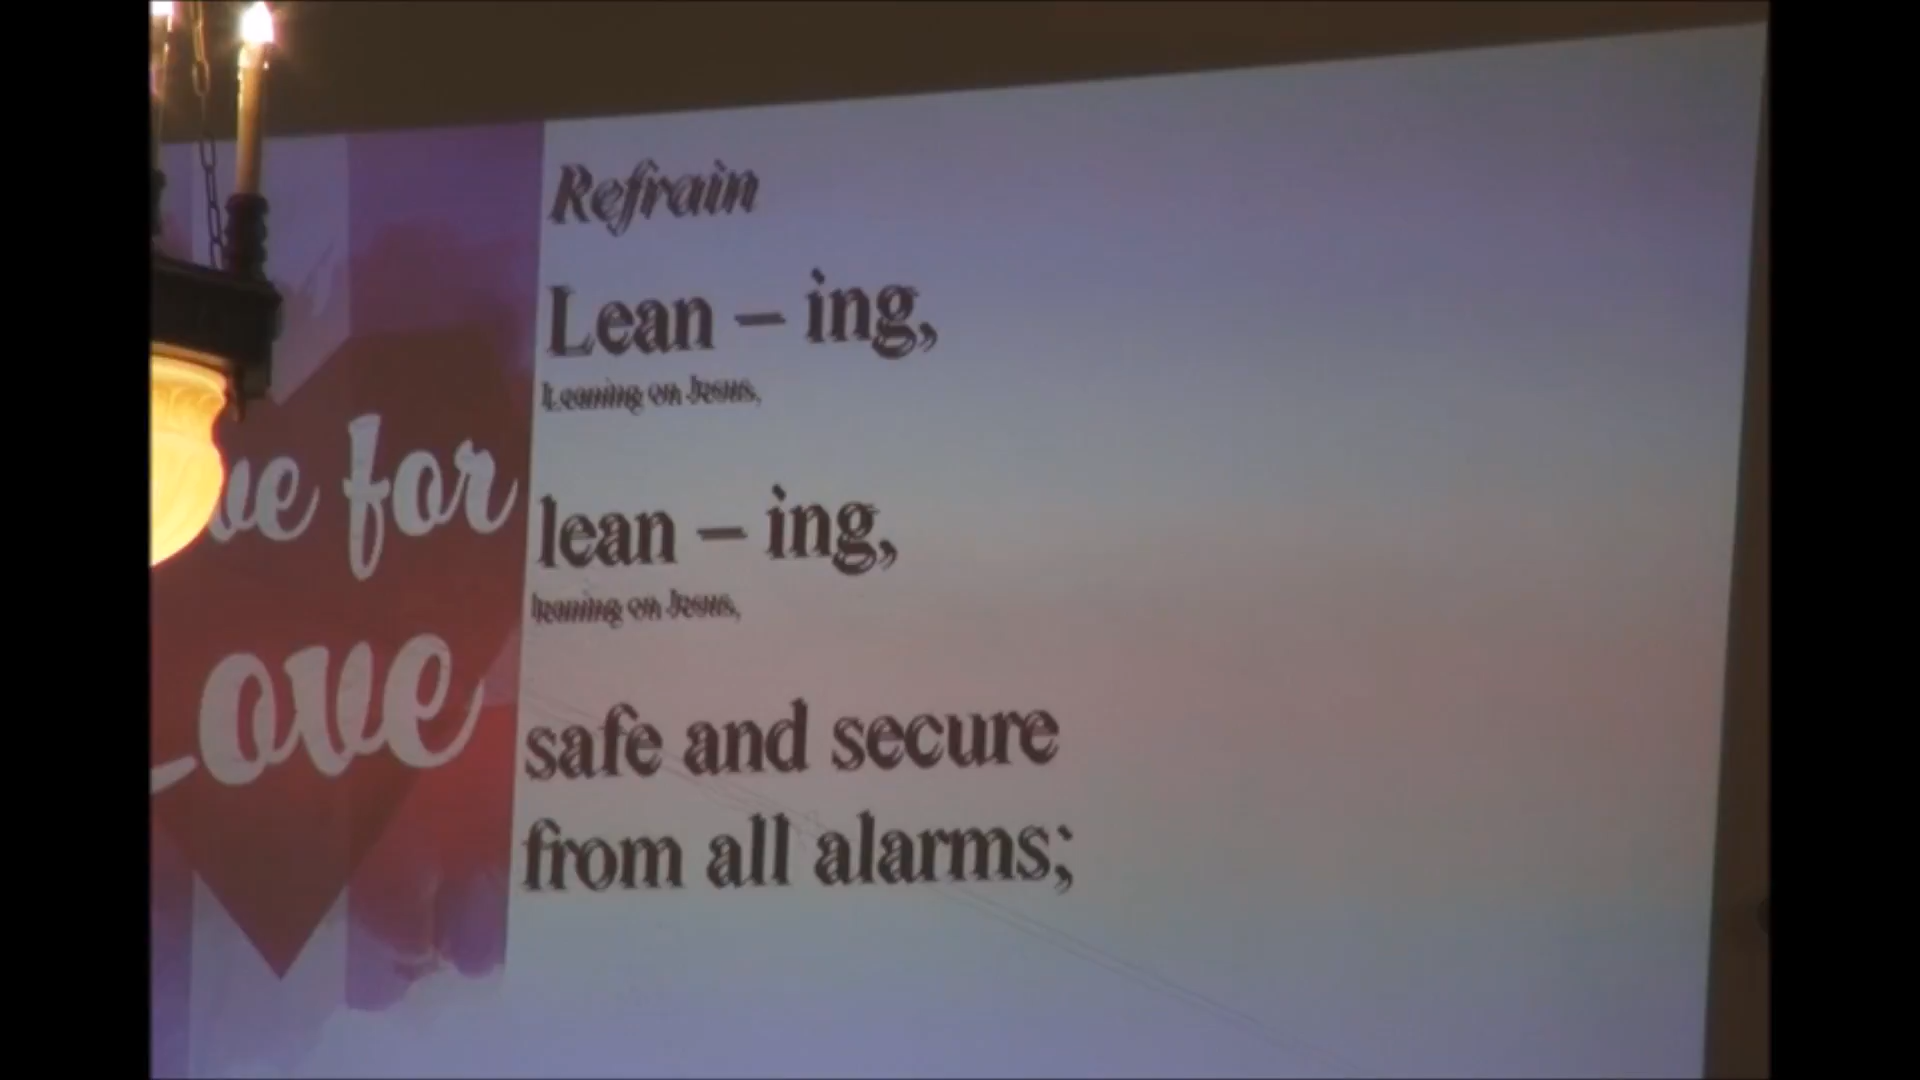 Refrain
Lean – ing,
Leaning on Jesus,
lean – ing,
leaning on Jesus,
safe and secure
from all alarms;
ve for
Love